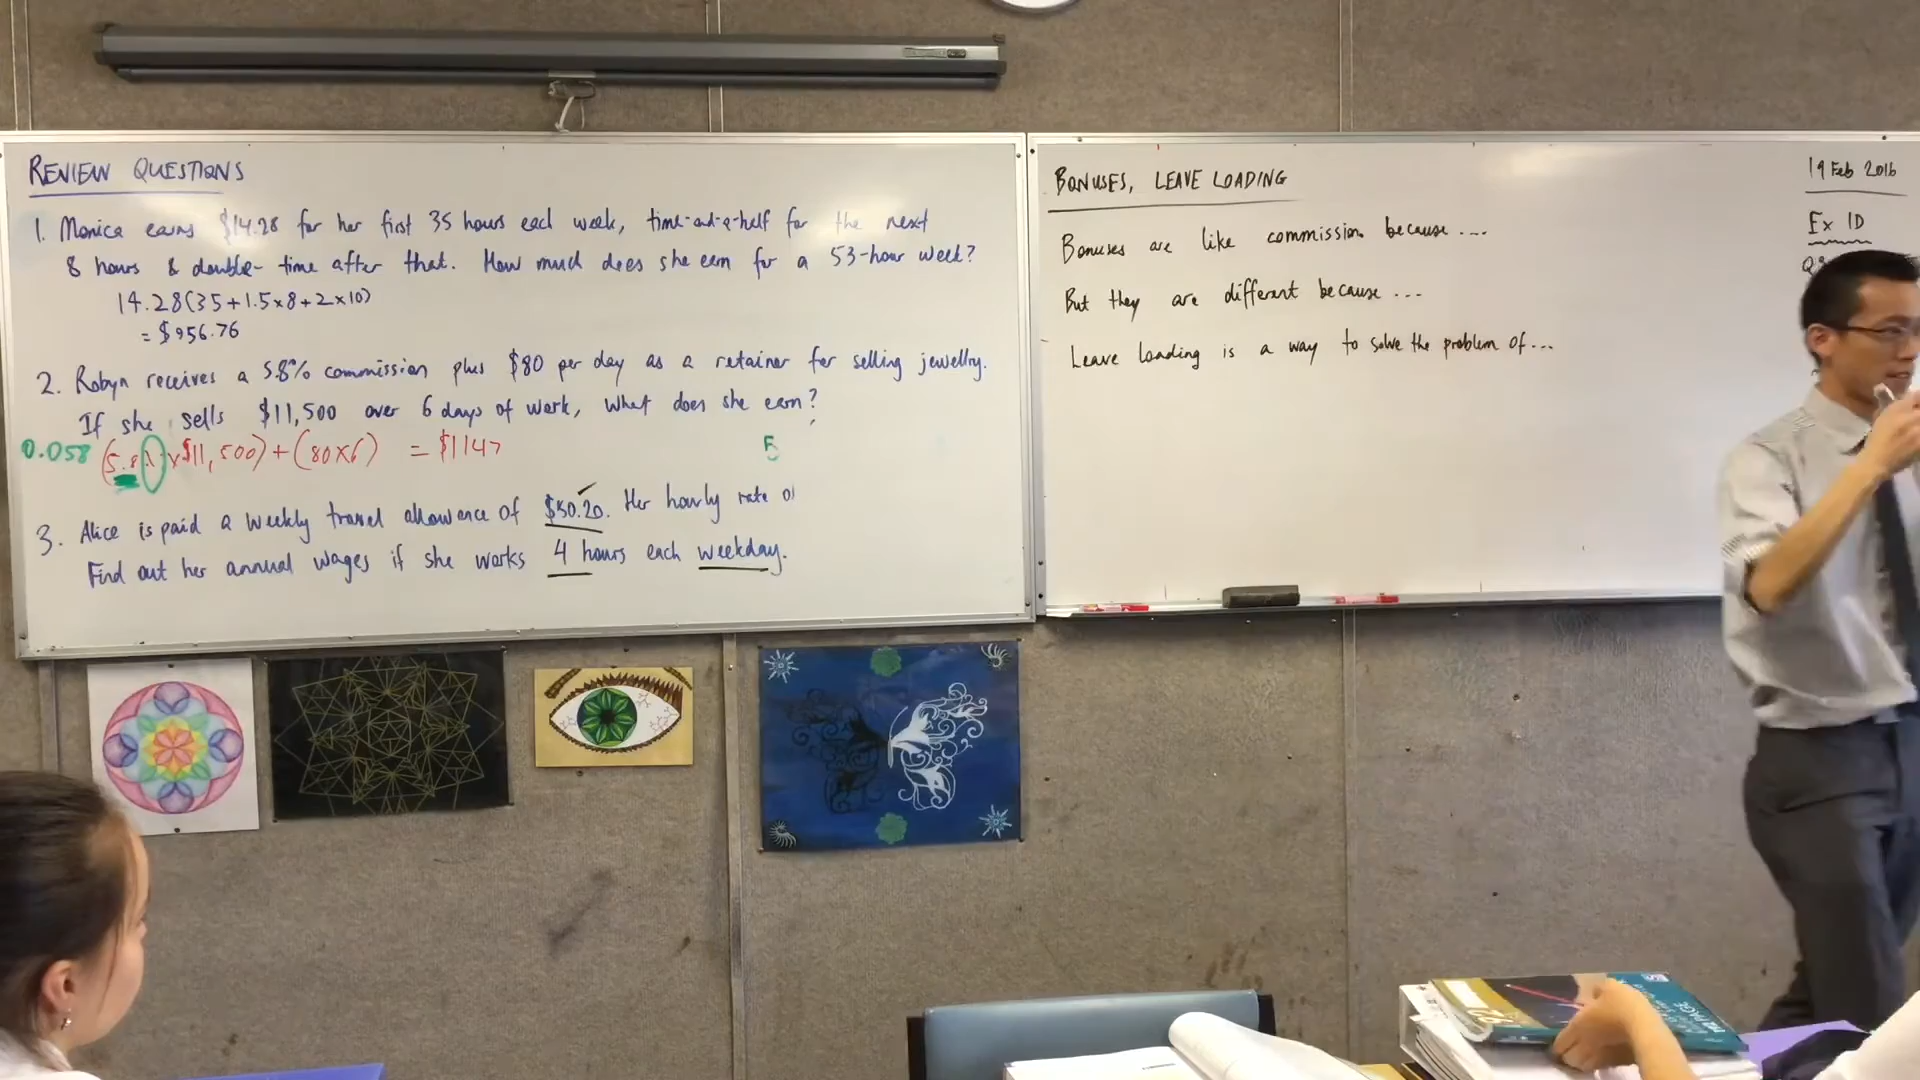 REVIEW QUESTIONS
1. Monica earns $14.28 for her first 35 hours each week, time-and-a-half for the next
8 hours & double-time after that. How much does she earn for a 53-hour week?
14.28(35+1.5×8+2×10)
= $956.76
2. Robyn receives a 5.8% commission plus $80 per day as a retainer for selling jewellry.
If she sells $11,500 over 6 days of work, what does she earn?
0.058 (5.8% × $11,500) + (80×6) = $1147
3. Alice is paid a weekly travel allowance of $50.20. Her hourly rate
Find out her annual wages if she works 4 hours each weekday.
BONUSES, LEAVE LOADING
Bonuses are like commission because ....
But they are different because ...
Leave loading is a way to solve the problem of ...
19 Feb 2016
Ex 1D